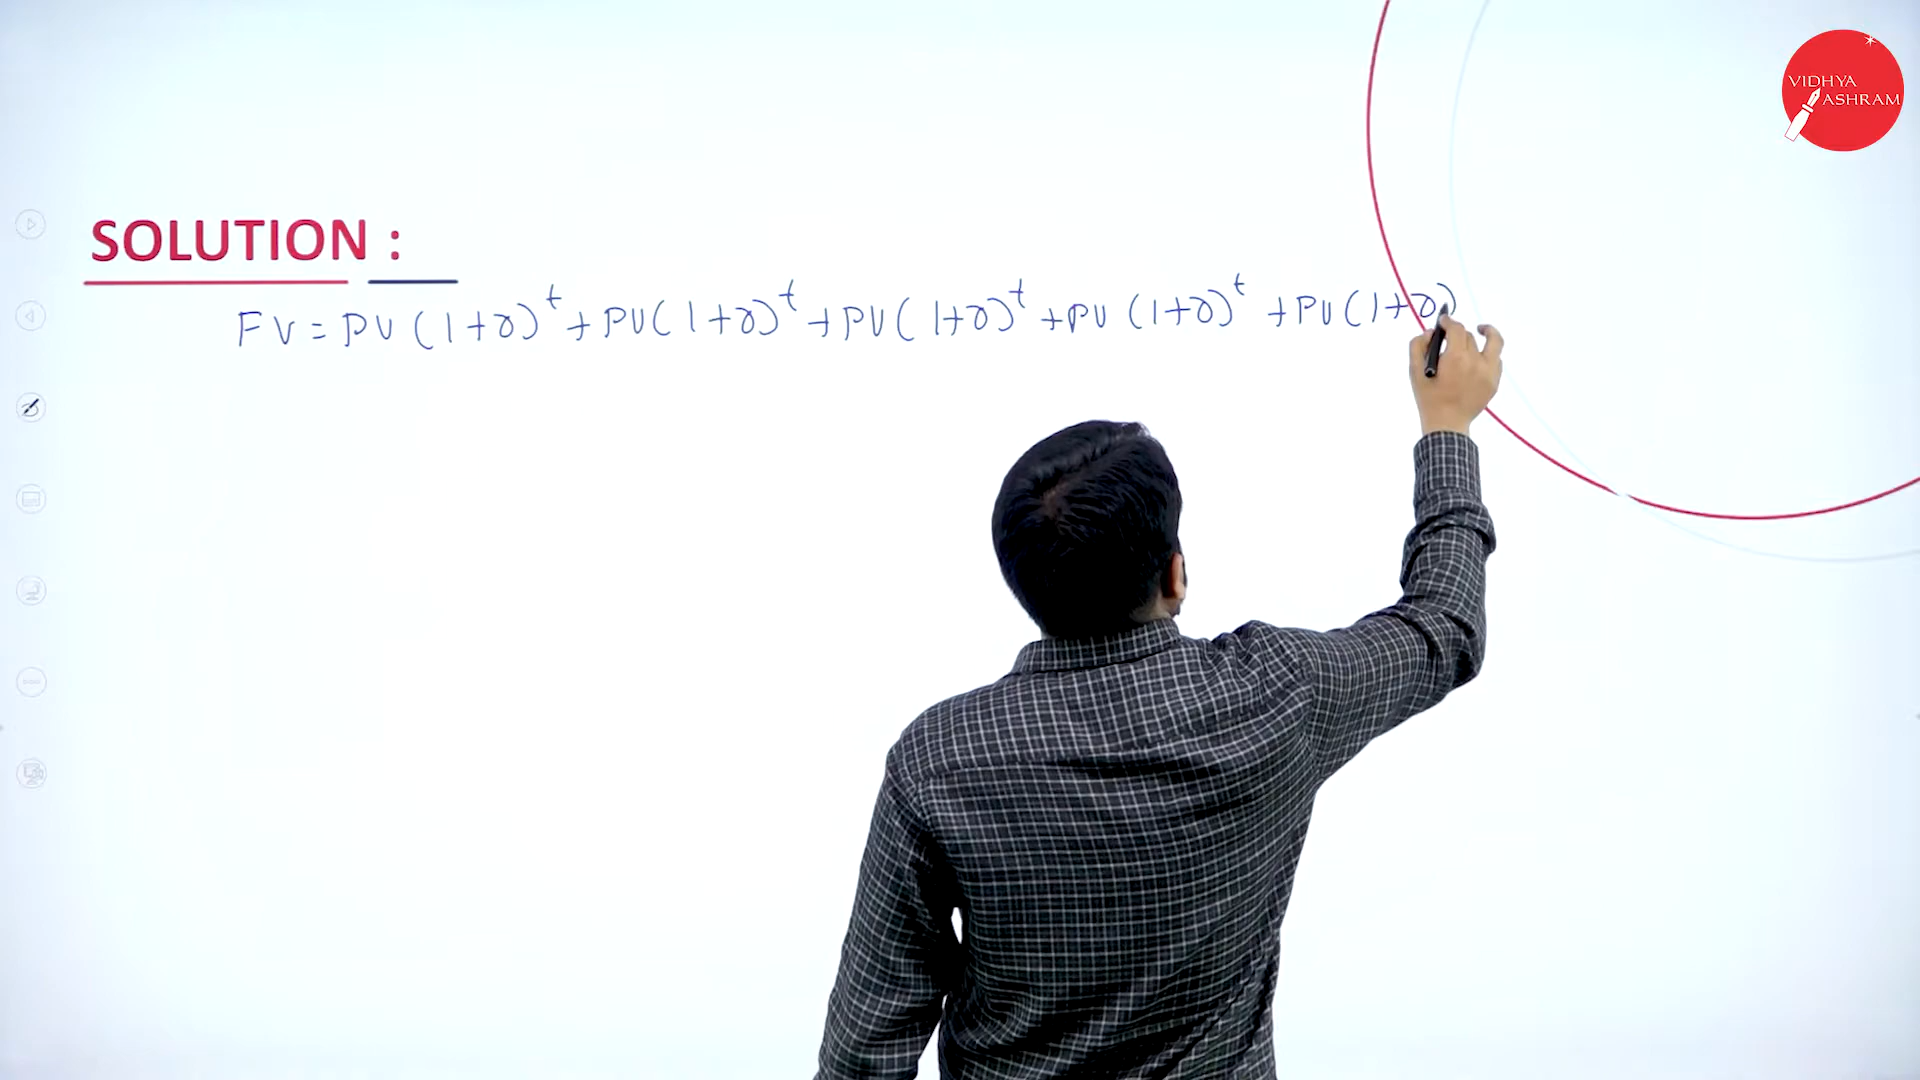 VIDHYA
ASHRAM
SOLUTION :
FV = PV (1+r)^t + PV (1+r)^t + PV (1+r)^t + PV (1+r)^t + PV (1+r)